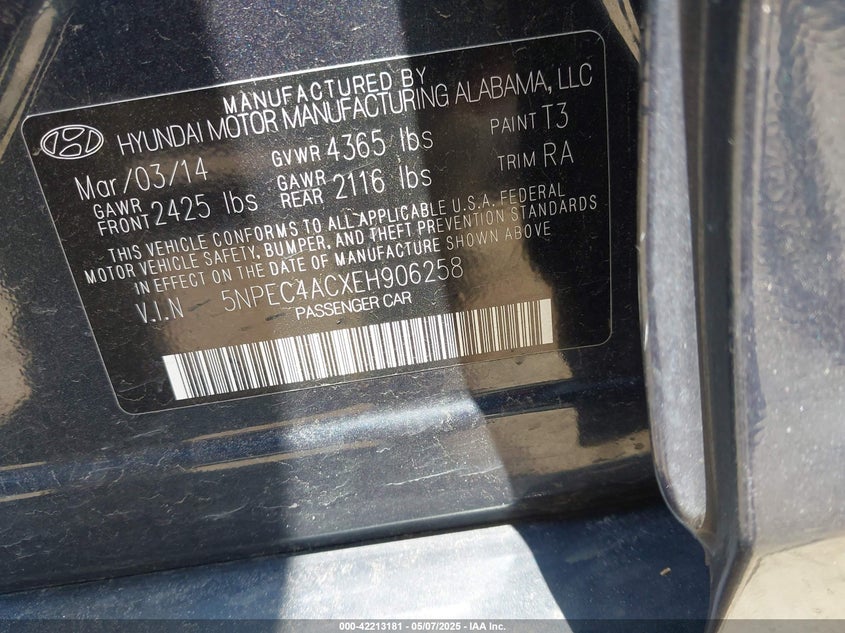 MANUFACTURED BY
HYUNDAI MOTOR MANUFACTURING ALABAMA, LLC
Mar/03/14 GVWR 4365 lbs PAINT T3
GAWR FRONT 2425 lbs GAWR REAR 2116 lbs TRIM RA
THIS VEHICLE CONFORMS TO ALL APPLICABLE U.S.A. FEDERAL
MOTOR VEHICLE SAFETY, BUMPER, AND THEFT PREVENTION STANDARDS
IN EFFECT ON THE DATE OF MANUFACTURE SHOWN ABOVE
V.I.N 5NPEC4ACXEH906258
PASSENGER CAR
000-42213181 - 05/07/2025 - IAA Inc.